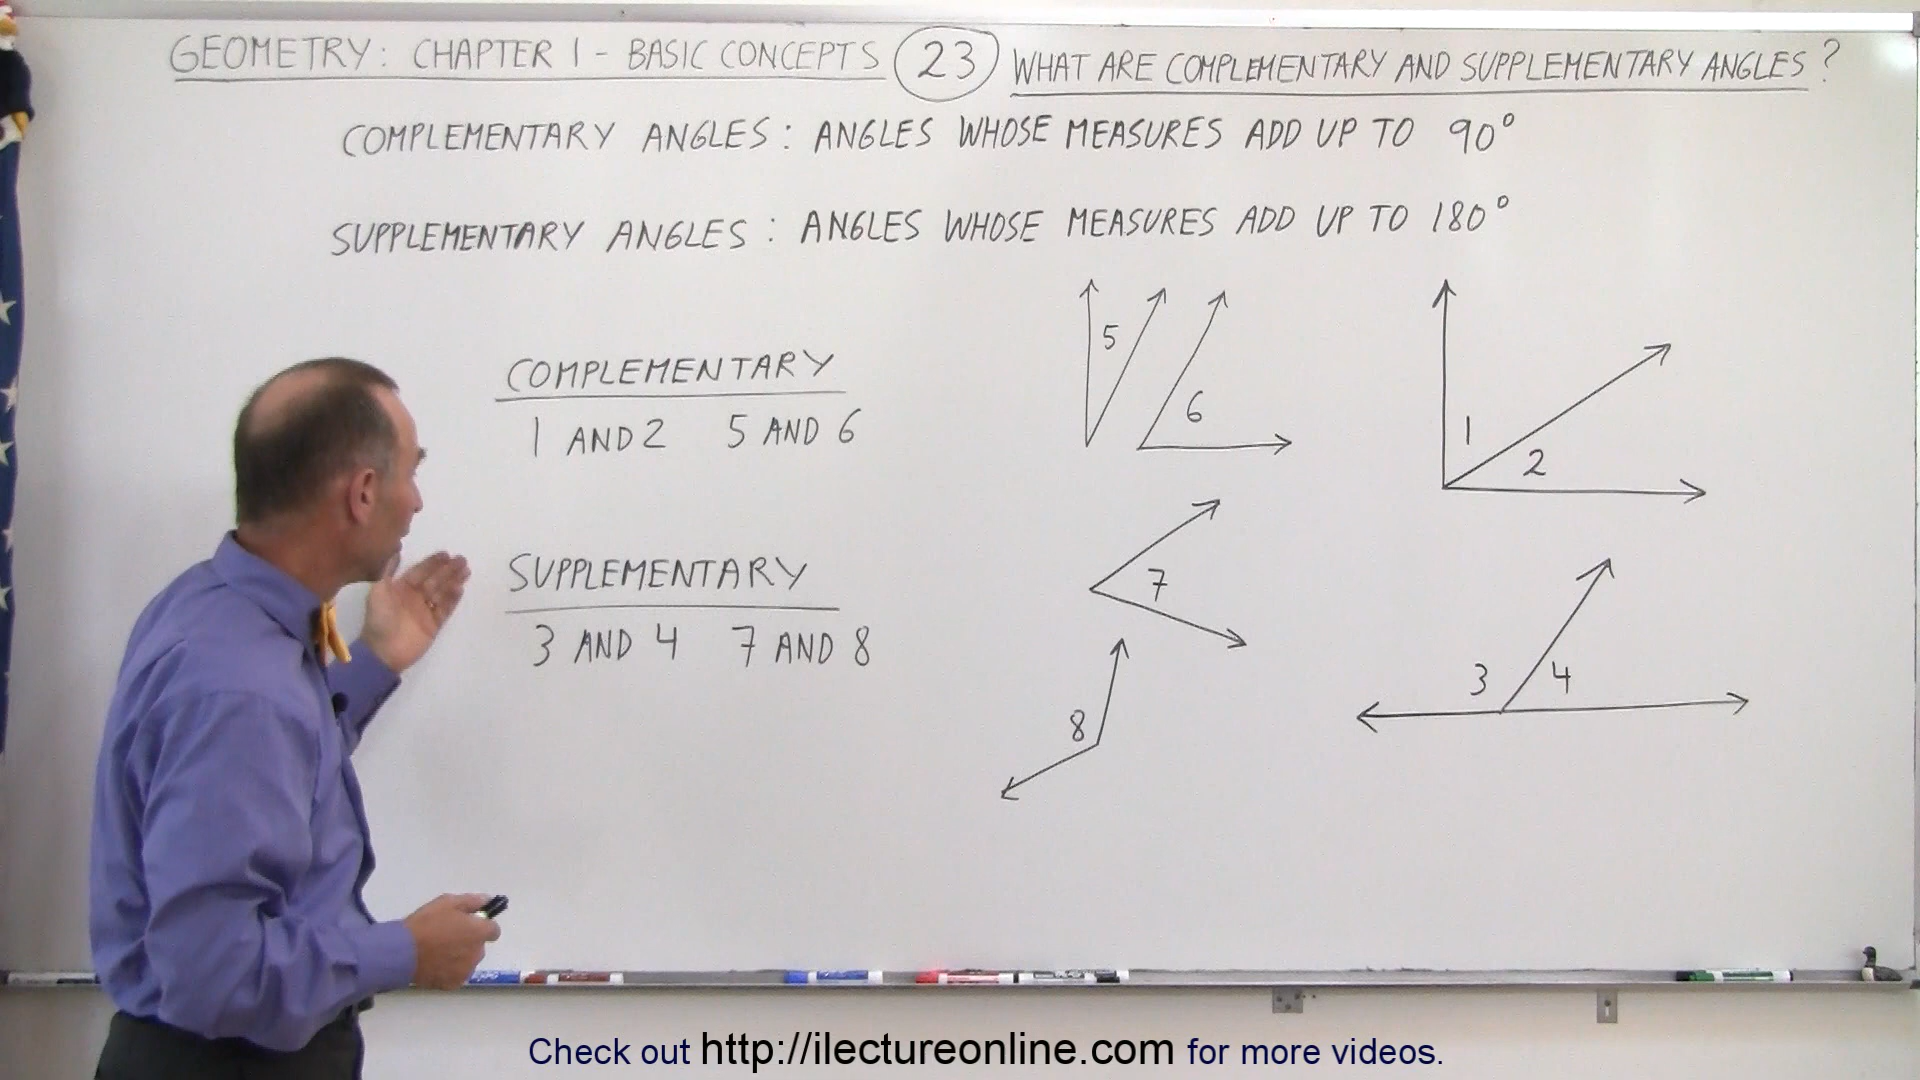 GEOMETRY: CHAPTER 1 - BASIC CONCEPTS 23 WHAT ARE COMPLEMENTARY AND SUPPLEMENTARY ANGLES?
COMPLEMENTARY ANGLES: ANGLES WHOSE MEASURES ADD UP TO 90°
SUPPLEMENTARY ANGLES: ANGLES WHOSE MEASURES ADD UP TO 180°
COMPLEMENTARY
1 AND 2 5 AND 6
SUPPLEMENTARY
3 AND 4 7 AND 8
5
6
1
2
7
8
3
4
Check out http://ilectureonline.com for more videos.